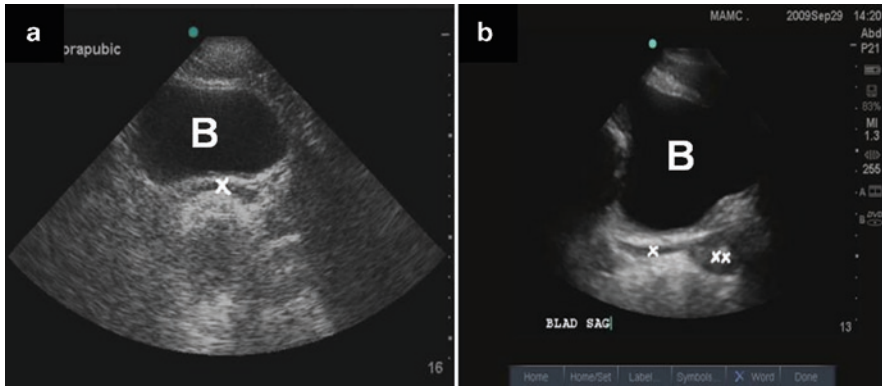 a
orapubic
B
x
16
b
MAMC . 2009Sep29 14:20
Abd
P21
83%
MI
1.3
255
A
B DVD
B
x
xx
BLAD SAG
13
Home Home/Set Label... Symbols... X Word Done